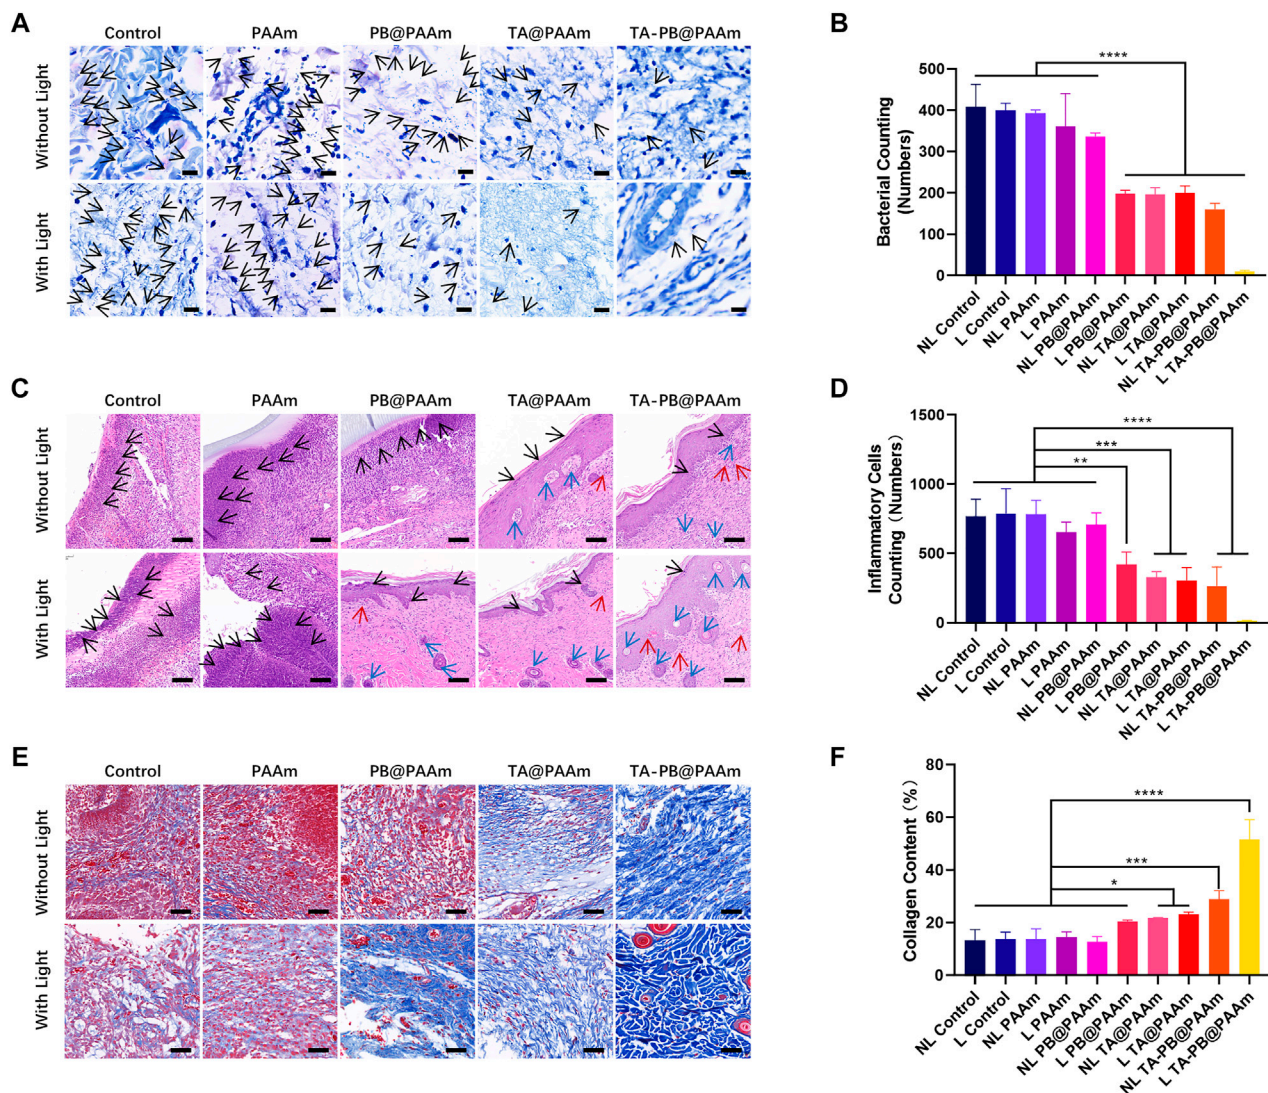 A
Control PAAm PB@PAAm TA@PAAm TA-PB@PAAm
Without Light
With Light
B
Bacterial Counting
(Numbers)
500
400
300
200
100
0
****
NL Control
L Control
NL PAAm
L PAAm
NL PB@PAAm
L PB@PAAm
NL TA@PAAm
L TA@PAAm
NL TA-PB@PAAm
L TA-PB@PAAm
C
Control PAAm PB@PAAm TA@PAAm TA-PB@PAAm
Without Light
With Light
D
Inflammatory Cells
Counting (Numbers)
1500
1000
500
0
****
***
**
NL Control
L Control
NL PAAm
L PAAm
NL PB@PAAm
L PB@PAAm
NL TA@PAAm
L TA@PAAm
NL TA-PB@PAAm
L TA-PB@PAAm
E
Control PAAm PB@PAAm TA@PAAm TA-PB@PAAm
Without Light
With Light
F
Collagen Content (%)
80
60
40
20
0
****
***
*
NL Control
L Control
NL PAAm
L PAAm
NL PB@PAAm
L PB@PAAm
NL TA@PAAm
L TA@PAAm
NL TA-PB@PAAm
L TA-PB@PAAm